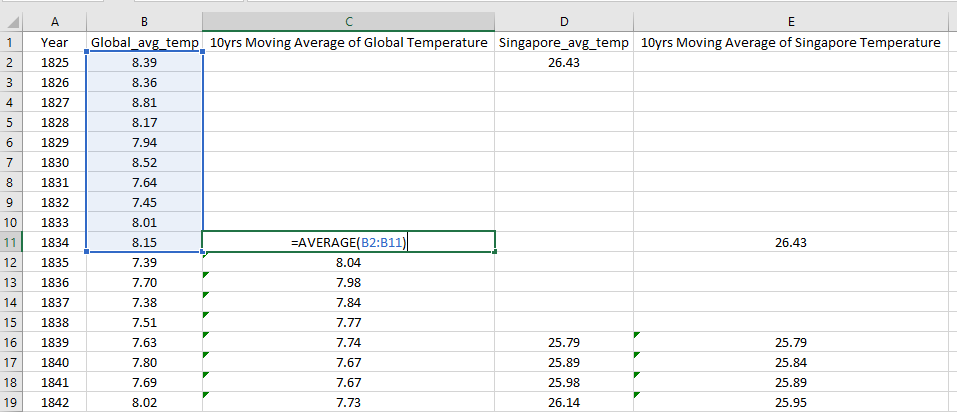 A B C D E
1 Year Global_avg_temp 10yrs Moving Average of Global Temperature Singapore_avg_temp 10yrs Moving Average of Singapore Temperature
2 1825 8.39 26.43
3 1826 8.36
4 1827 8.81
5 1828 8.17
6 1829 7.94
7 1830 8.52
8 1831 7.64
9 1832 7.45
10 1833 8.01
11 1834 8.15 =AVERAGE(B2:B11) 26.43
12 1835 7.39 8.04
13 1836 7.70 7.98
14 1837 7.38 7.84
15 1838 7.51 7.77
16 1839 7.63 7.74 25.79 25.79
17 1840 7.80 7.67 25.89 25.84
18 1841 7.69 7.67 25.98 25.89
19 1842 8.02 7.73 26.14 25.95